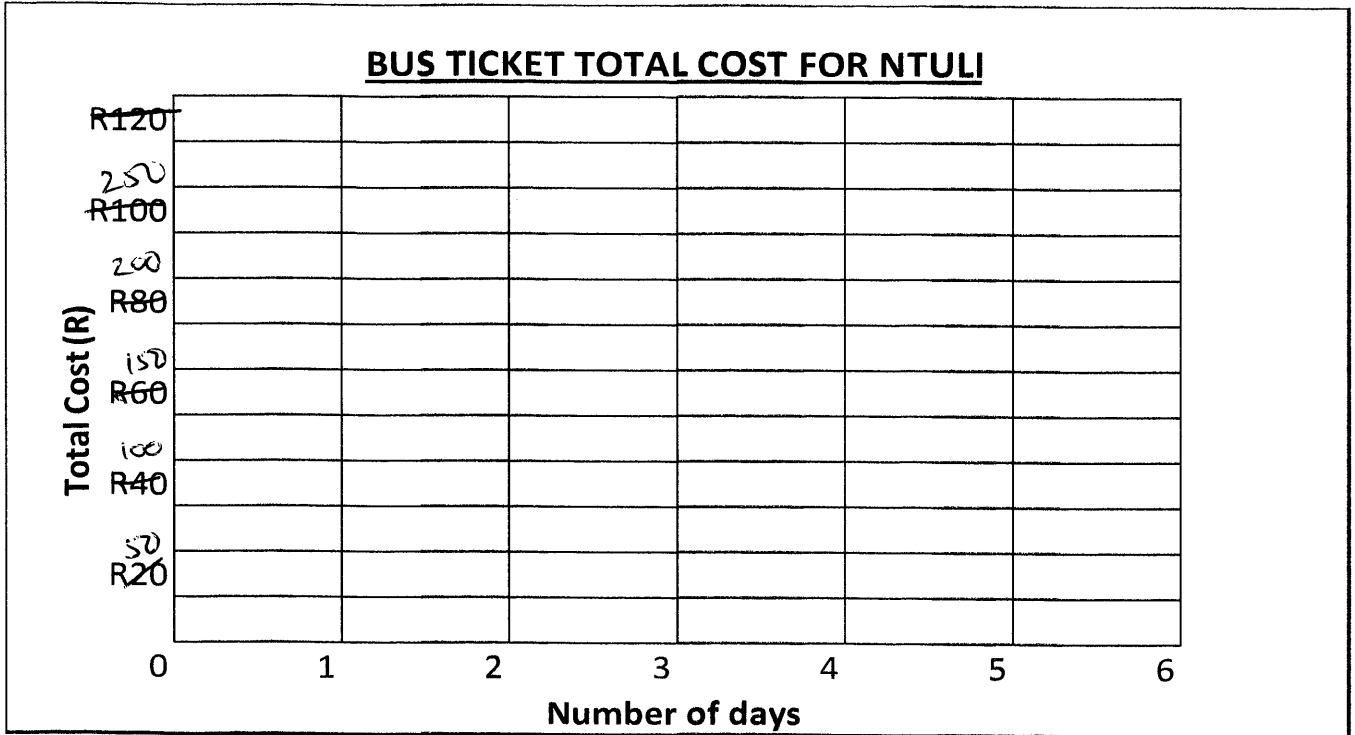 BUS TICKET TOTAL COST FOR NTULI
R120
250
R100
200
R80
150
R60
100
R40
50
R20
Total Cost (R)
0 1 2 3 4 5 6
Number of days